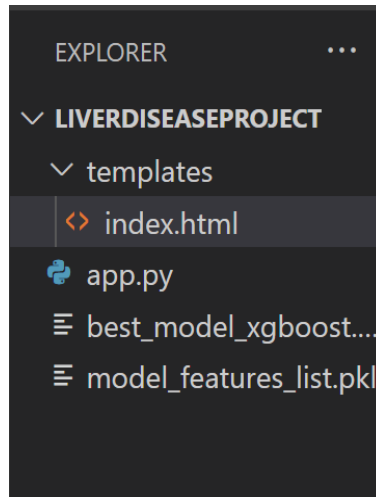 EXPLORER ...
LIVERDISEASEPROJECT
templates
index.html
app.py
best_model_xgboost....
model_features_list.pkl